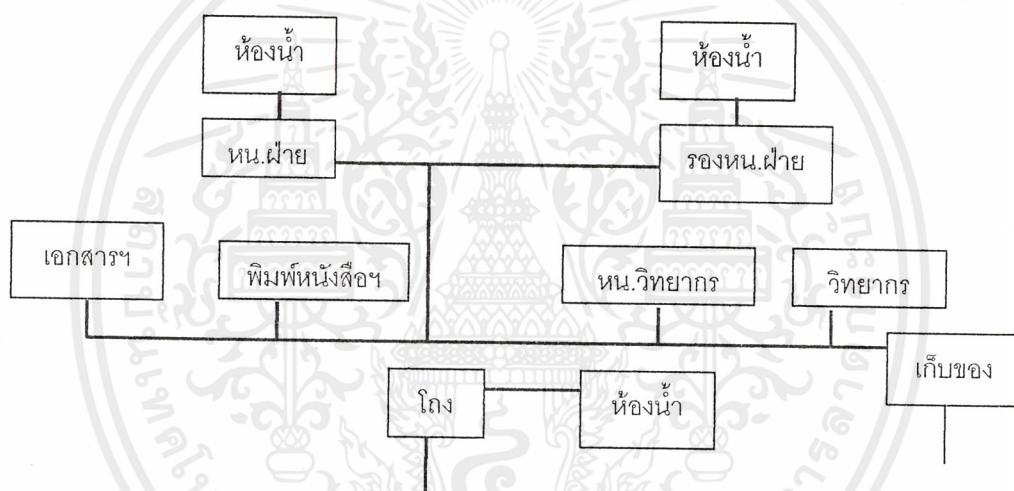 ห้องน้ำ
ห้องน้ำ
หน.ฝ่าย
รองหน.ฝ่าย
เอกสารฯ
พิมพ์หนังสือฯ
หน.วิทยากร
วิทยากร
เก็บของ
โถง
ห้องน้ำ